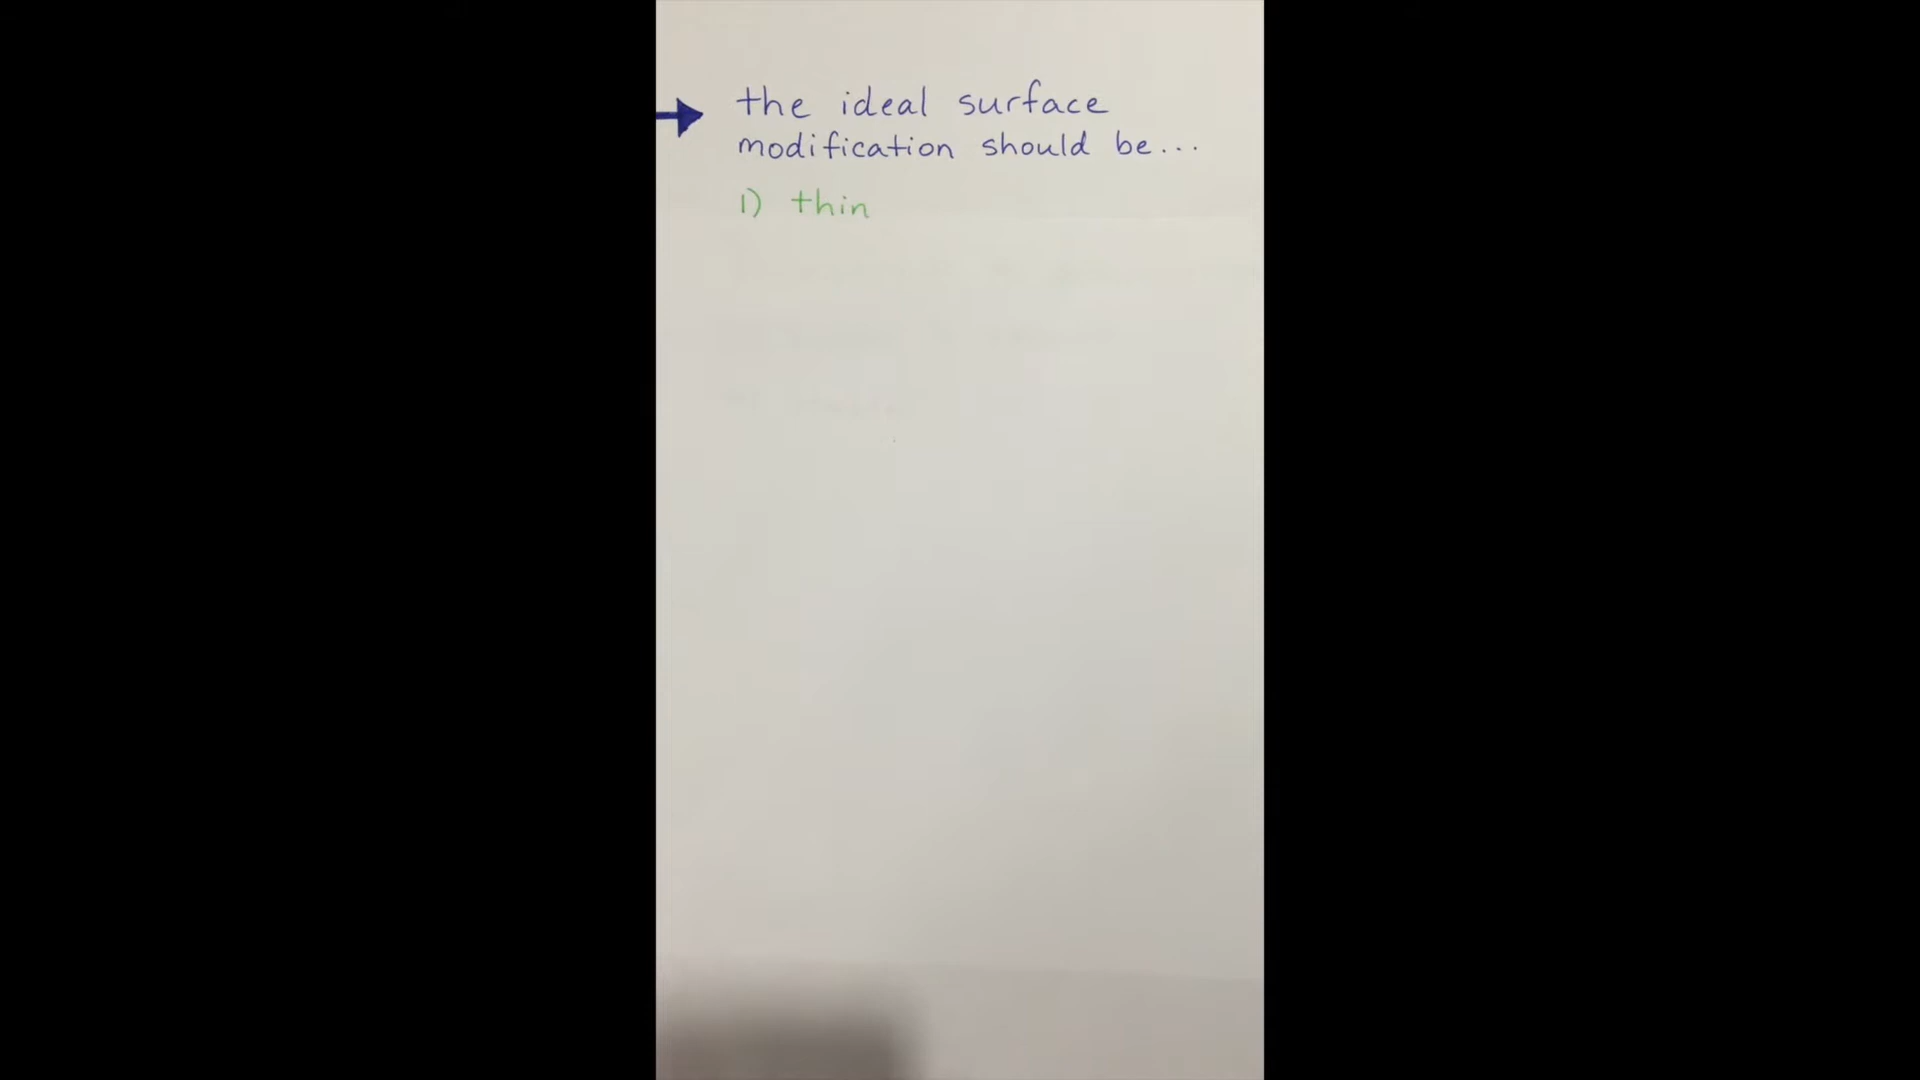 the ideal surface
modification should be...
1) thin